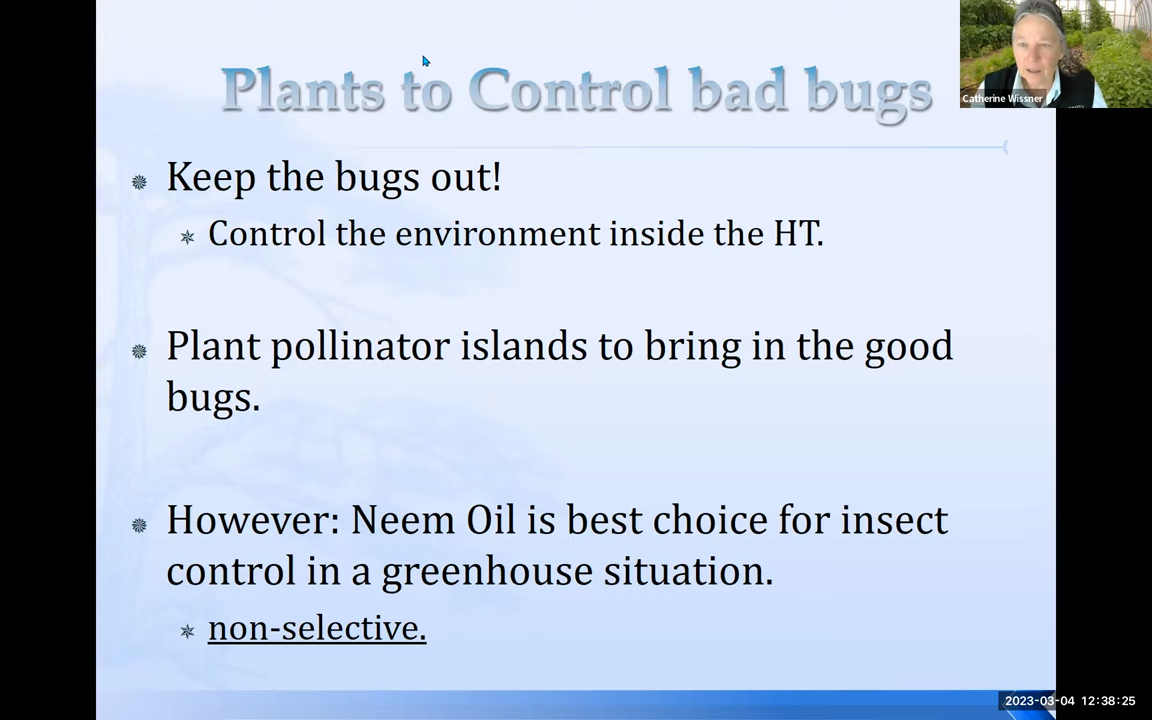 Plants to Control bad bugs
Catherine Wissner
Keep the bugs out!
Control the environment inside the HT.
Plant pollinator islands to bring in the good
bugs.
However: Neem Oil is best choice for insect
control in a greenhouse situation.
non-selective.
2023-03-04 12:38:25